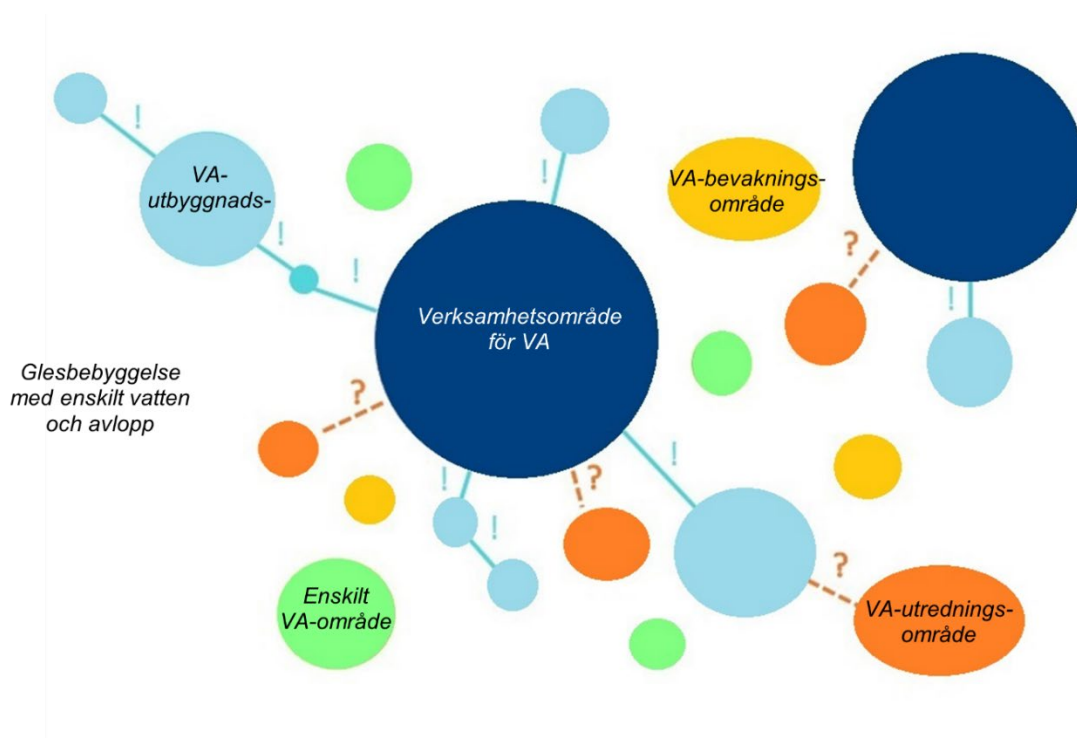 !
VA-
utbyggnads-
!
!
!
VA-bevaknings-
område
?
!
Verksamhetsområde
för VA
Glesbebyggelse
med enskilt vatten
och avlopp
?
!
!
?
!
?
Enskilt
VA-område
VA-utrednings-
område